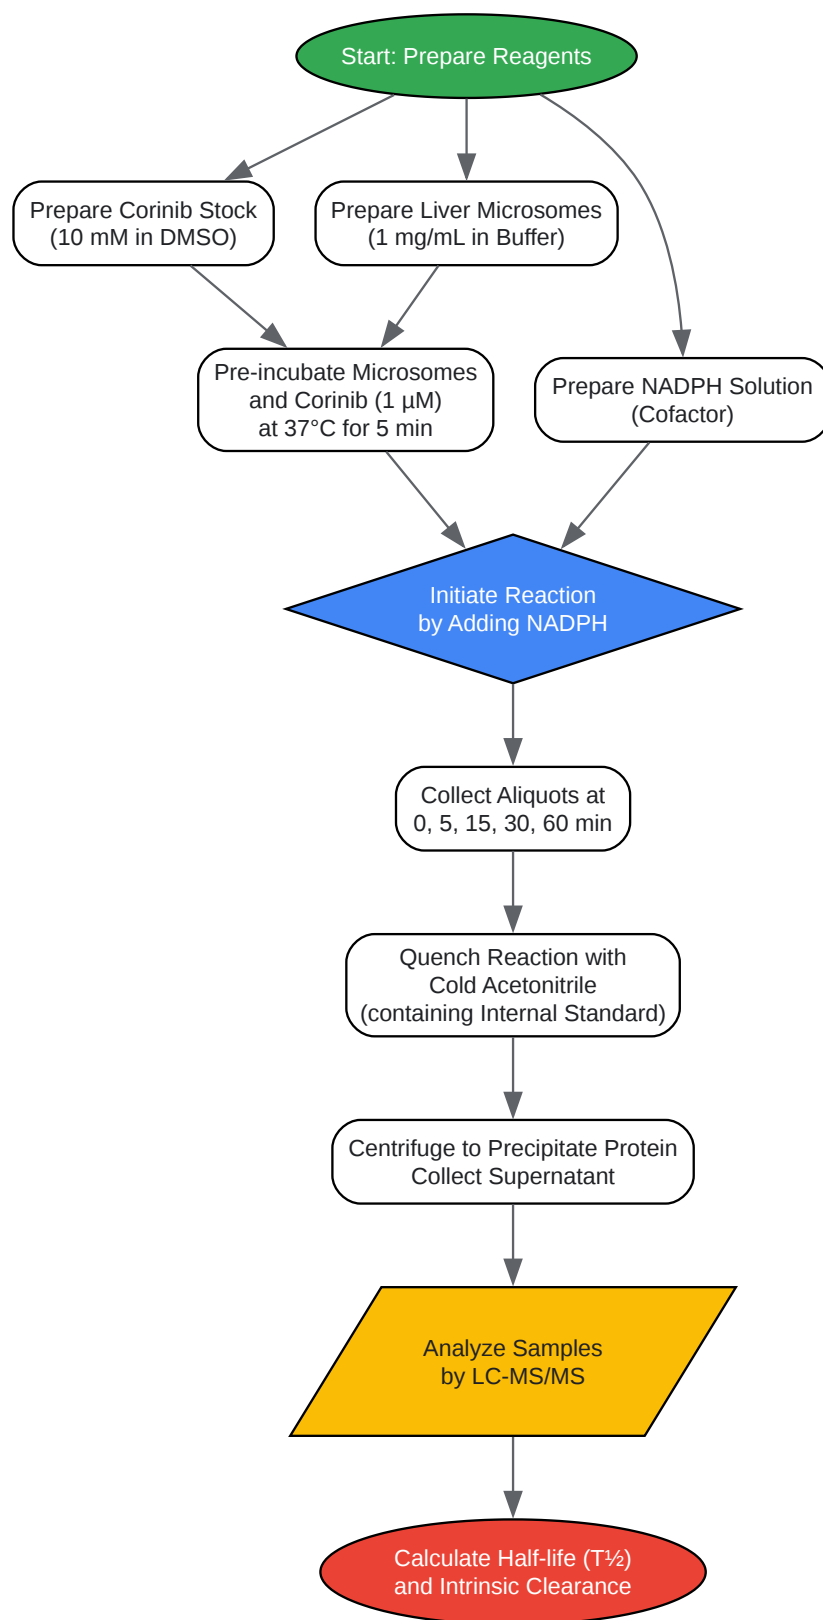 Start: Prepare Reagents
Prepare Corinib Stock
(10 mM in DMSO)
Prepare Liver Microsomes
(1 mg/mL in Buffer)
Pre-incubate Microsomes
and Corinib (1 µM)
at 37°C for 5 min
Prepare NADPH Solution
(Cofactor)
Initiate Reaction
by Adding NADPH
Collect Aliquots at
0, 5, 15, 30, 60 min
Quench Reaction with
Cold Acetonitrile
(containing Internal Standard)
Centrifuge to Precipitate Protein
Collect Supernatant
Analyze Samples
by LC-MS/MS
Calculate Half-life (T½)
and Intrinsic Clearance